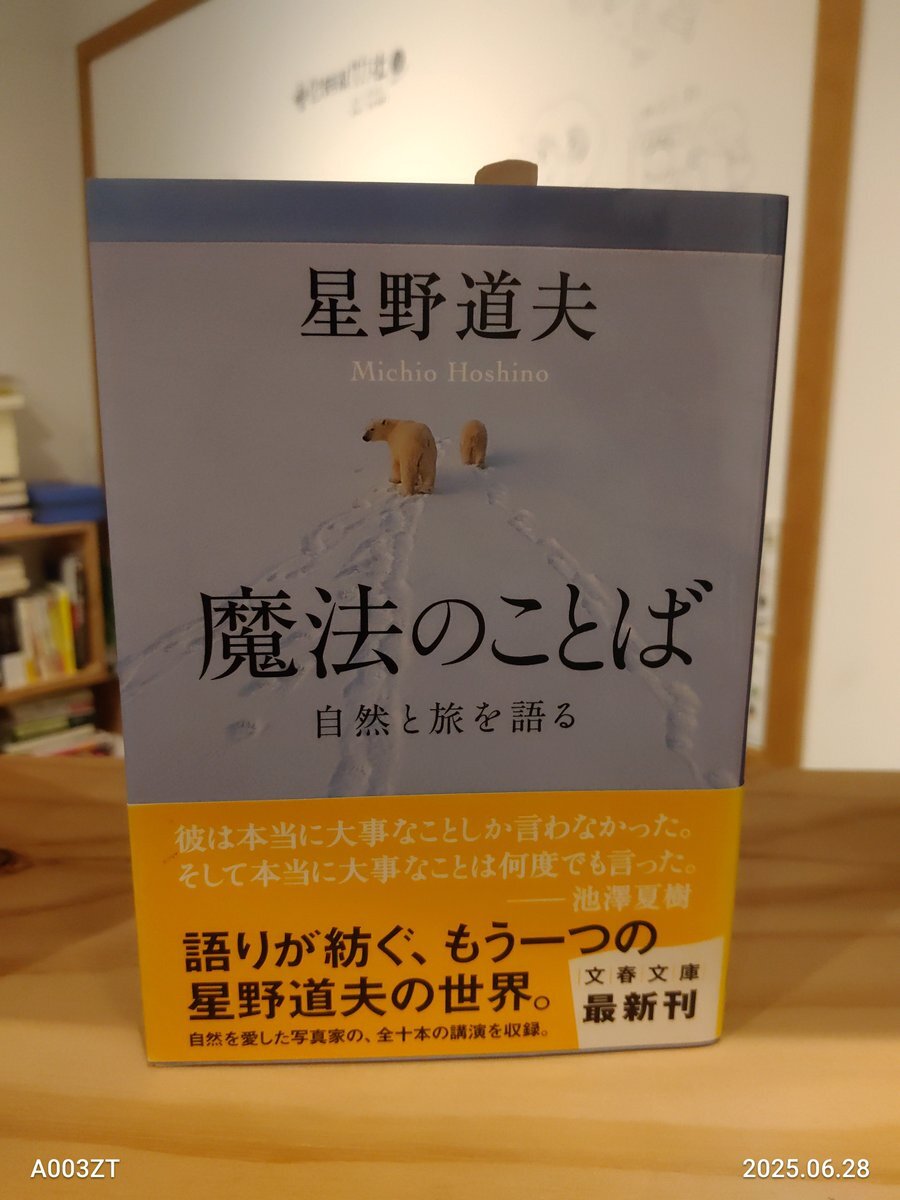 星野道夫
Michio Hoshino
魔法のことば
自然と旅を語る
彼は本当に大事なことしか言わなかった。
そして本当に大事なことは何度でも言った。
——池澤夏樹
語りが紡ぐ、もう一つの
星野道夫の世界。
自然を愛した写真家の、全十本の講演を収録。
文春文庫
最新刊
A003ZT
2025.06.28